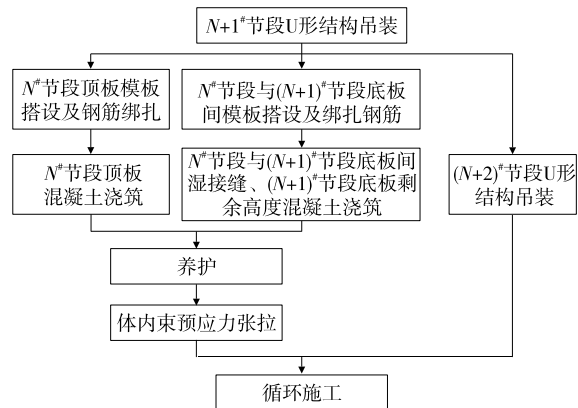 N+1#节段U形结构吊装
N#节段顶板模板
搭设及钢筋绑扎
N#节段与(N+1)#节段底板
间模板搭设及绑扎钢筋
N#节段顶板
混凝土浇筑
N#节段与(N+1)#节段底板间
湿接缝、(N+1)#节段底板剩
余高度混凝土浇筑
(N+2)#节段U形
结构吊装
养护
体内束预应力张拉
循环施工